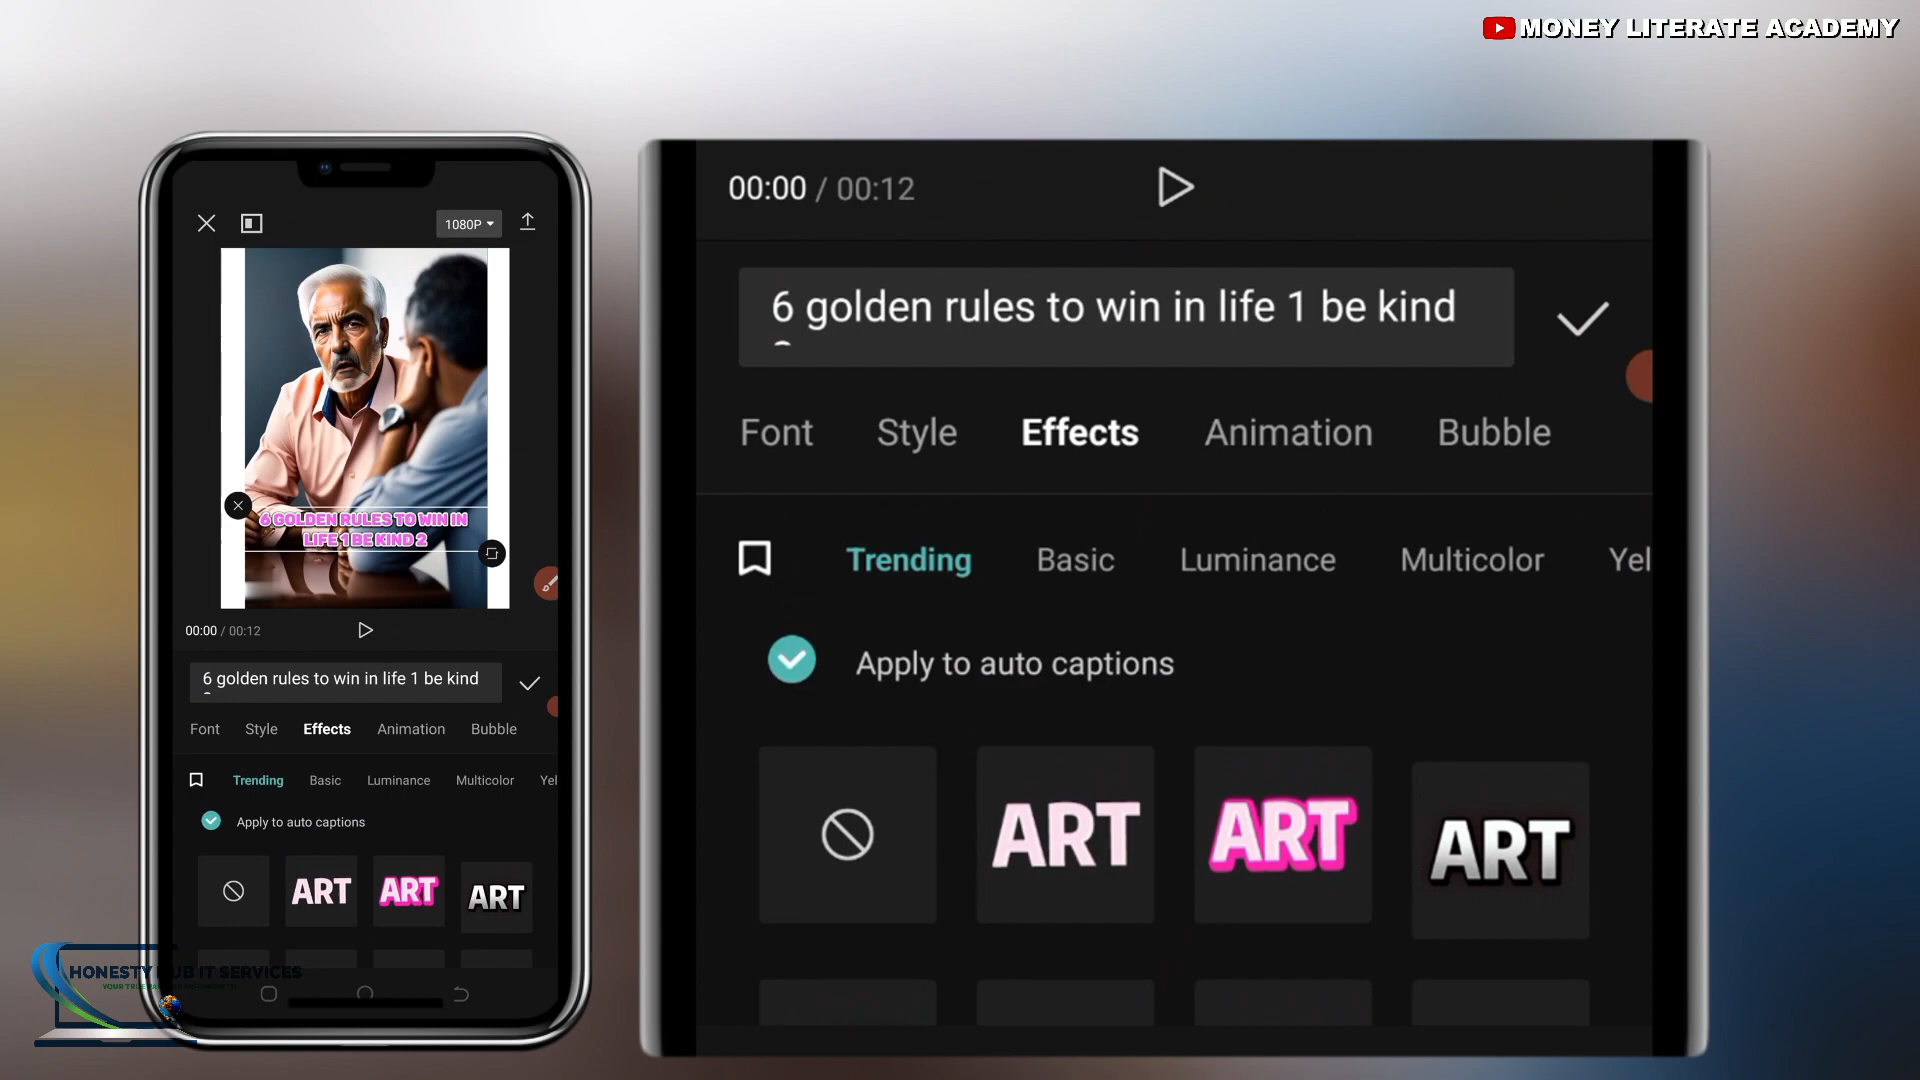 MONEY LITERATE ACADEMY
1080P
6 GOLDEN RULES TO WIN IN
LIFE 1 BE KIND 2
00:00 / 00:12
6 golden rules to win in life 1 be kind
Font Style Effects Animation Bubble
Trending Basic Luminance Multicolor Yel
Apply to auto captions
ART ART ART
HONESTY HUB IT SERVICES
00:00 / 00:12
6 golden rules to win in life 1 be kind
Font Style Effects Animation Bubble
Trending Basic Luminance Multicolor Yel
Apply to auto captions
ART ART ART